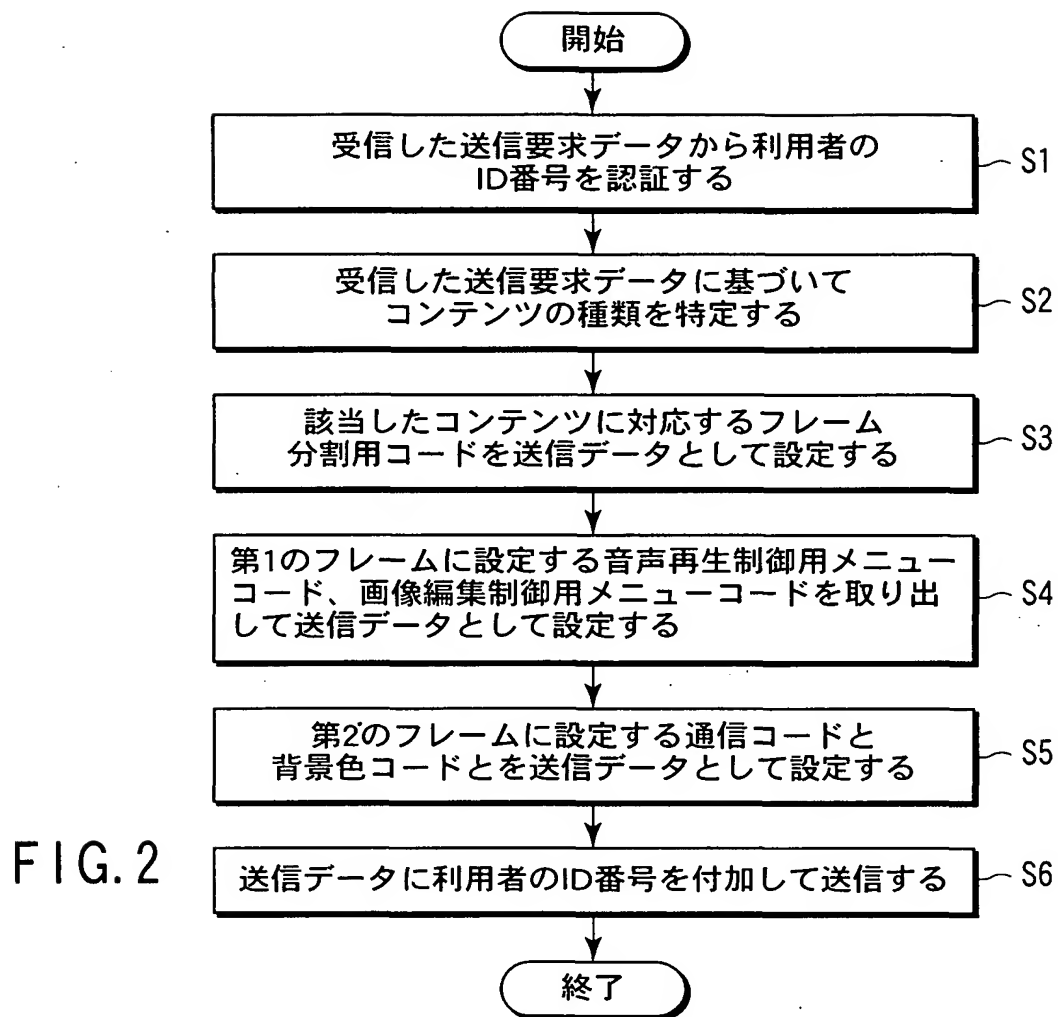 開始
受信した送信要求データから利用者の
ID番号を認証する
S1
受信した送信要求データに基づいて
コンテンツの種類を特定する
S2
該当したコンテンツに対応するフレーム
分割用コードを送信データとして設定する
S3
第1のフレームに設定する音声再生制御用メニュー
コード、画像編集制御用メニューコードを取り出
して送信データとして設定する
S4
第2のフレームに設定する通信コードと
背景色コードとを送信データとして設定する
S5
送信データに利用者のID番号を付加して送信する
S6
終了
FIG.2